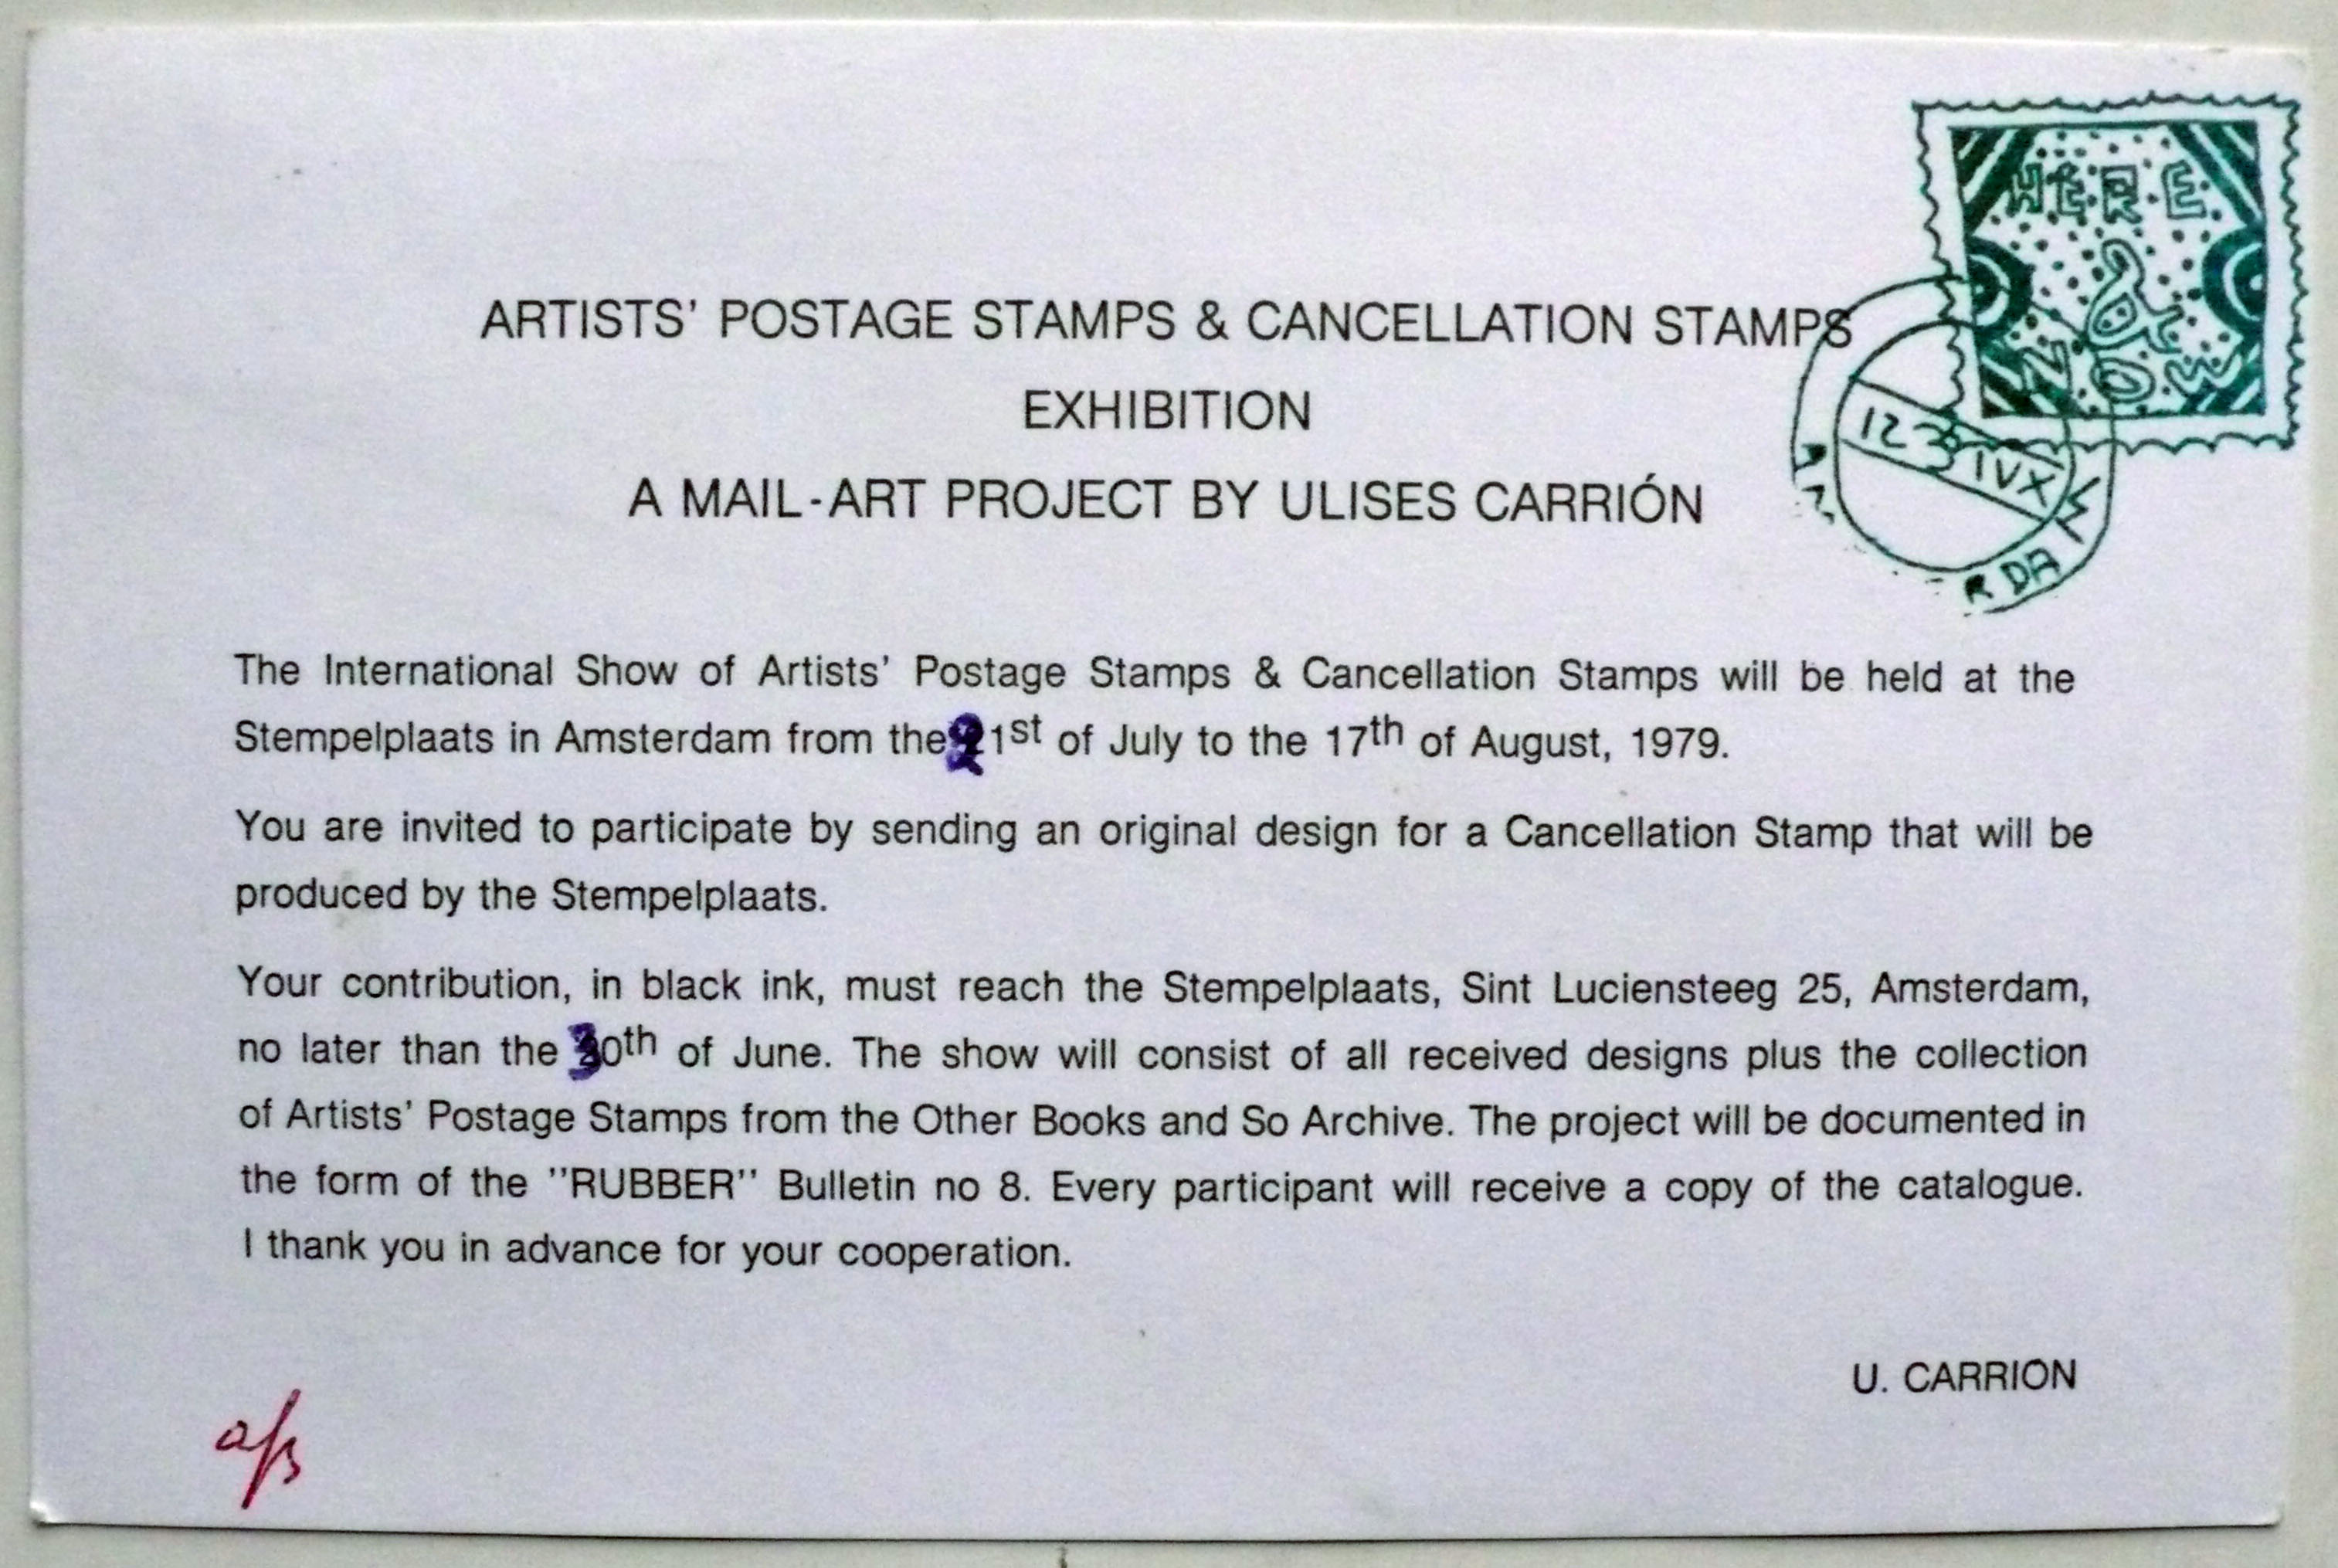 HERE
&
NOW
ARTISTS' POSTAGE STAMPS & CANCELLATION STAMPS
EXHIBITION
A MAIL-ART PROJECT BY ULISES CARRIÓN
The International Show of Artists' Postage Stamps & Cancellation Stamps will be held at the
Stempelplaats in Amsterdam from the 21st of July to the 17th of August, 1979.
You are invited to participate by sending an original design for a Cancellation Stamp that will be
produced by the Stempelplaats.
Your contribution, in black ink, must reach the Stempelplaats, Sint Luciensteeg 25, Amsterdam,
no later than the 30th of June. The show will consist of all received designs plus the collection
of Artists' Postage Stamps from the Other Books and So Archive. The project will be documented in
the form of the ''RUBBER'' Bulletin no 8. Every participant will receive a copy of the catalogue.
I thank you in advance for your cooperation.
U. CARRION